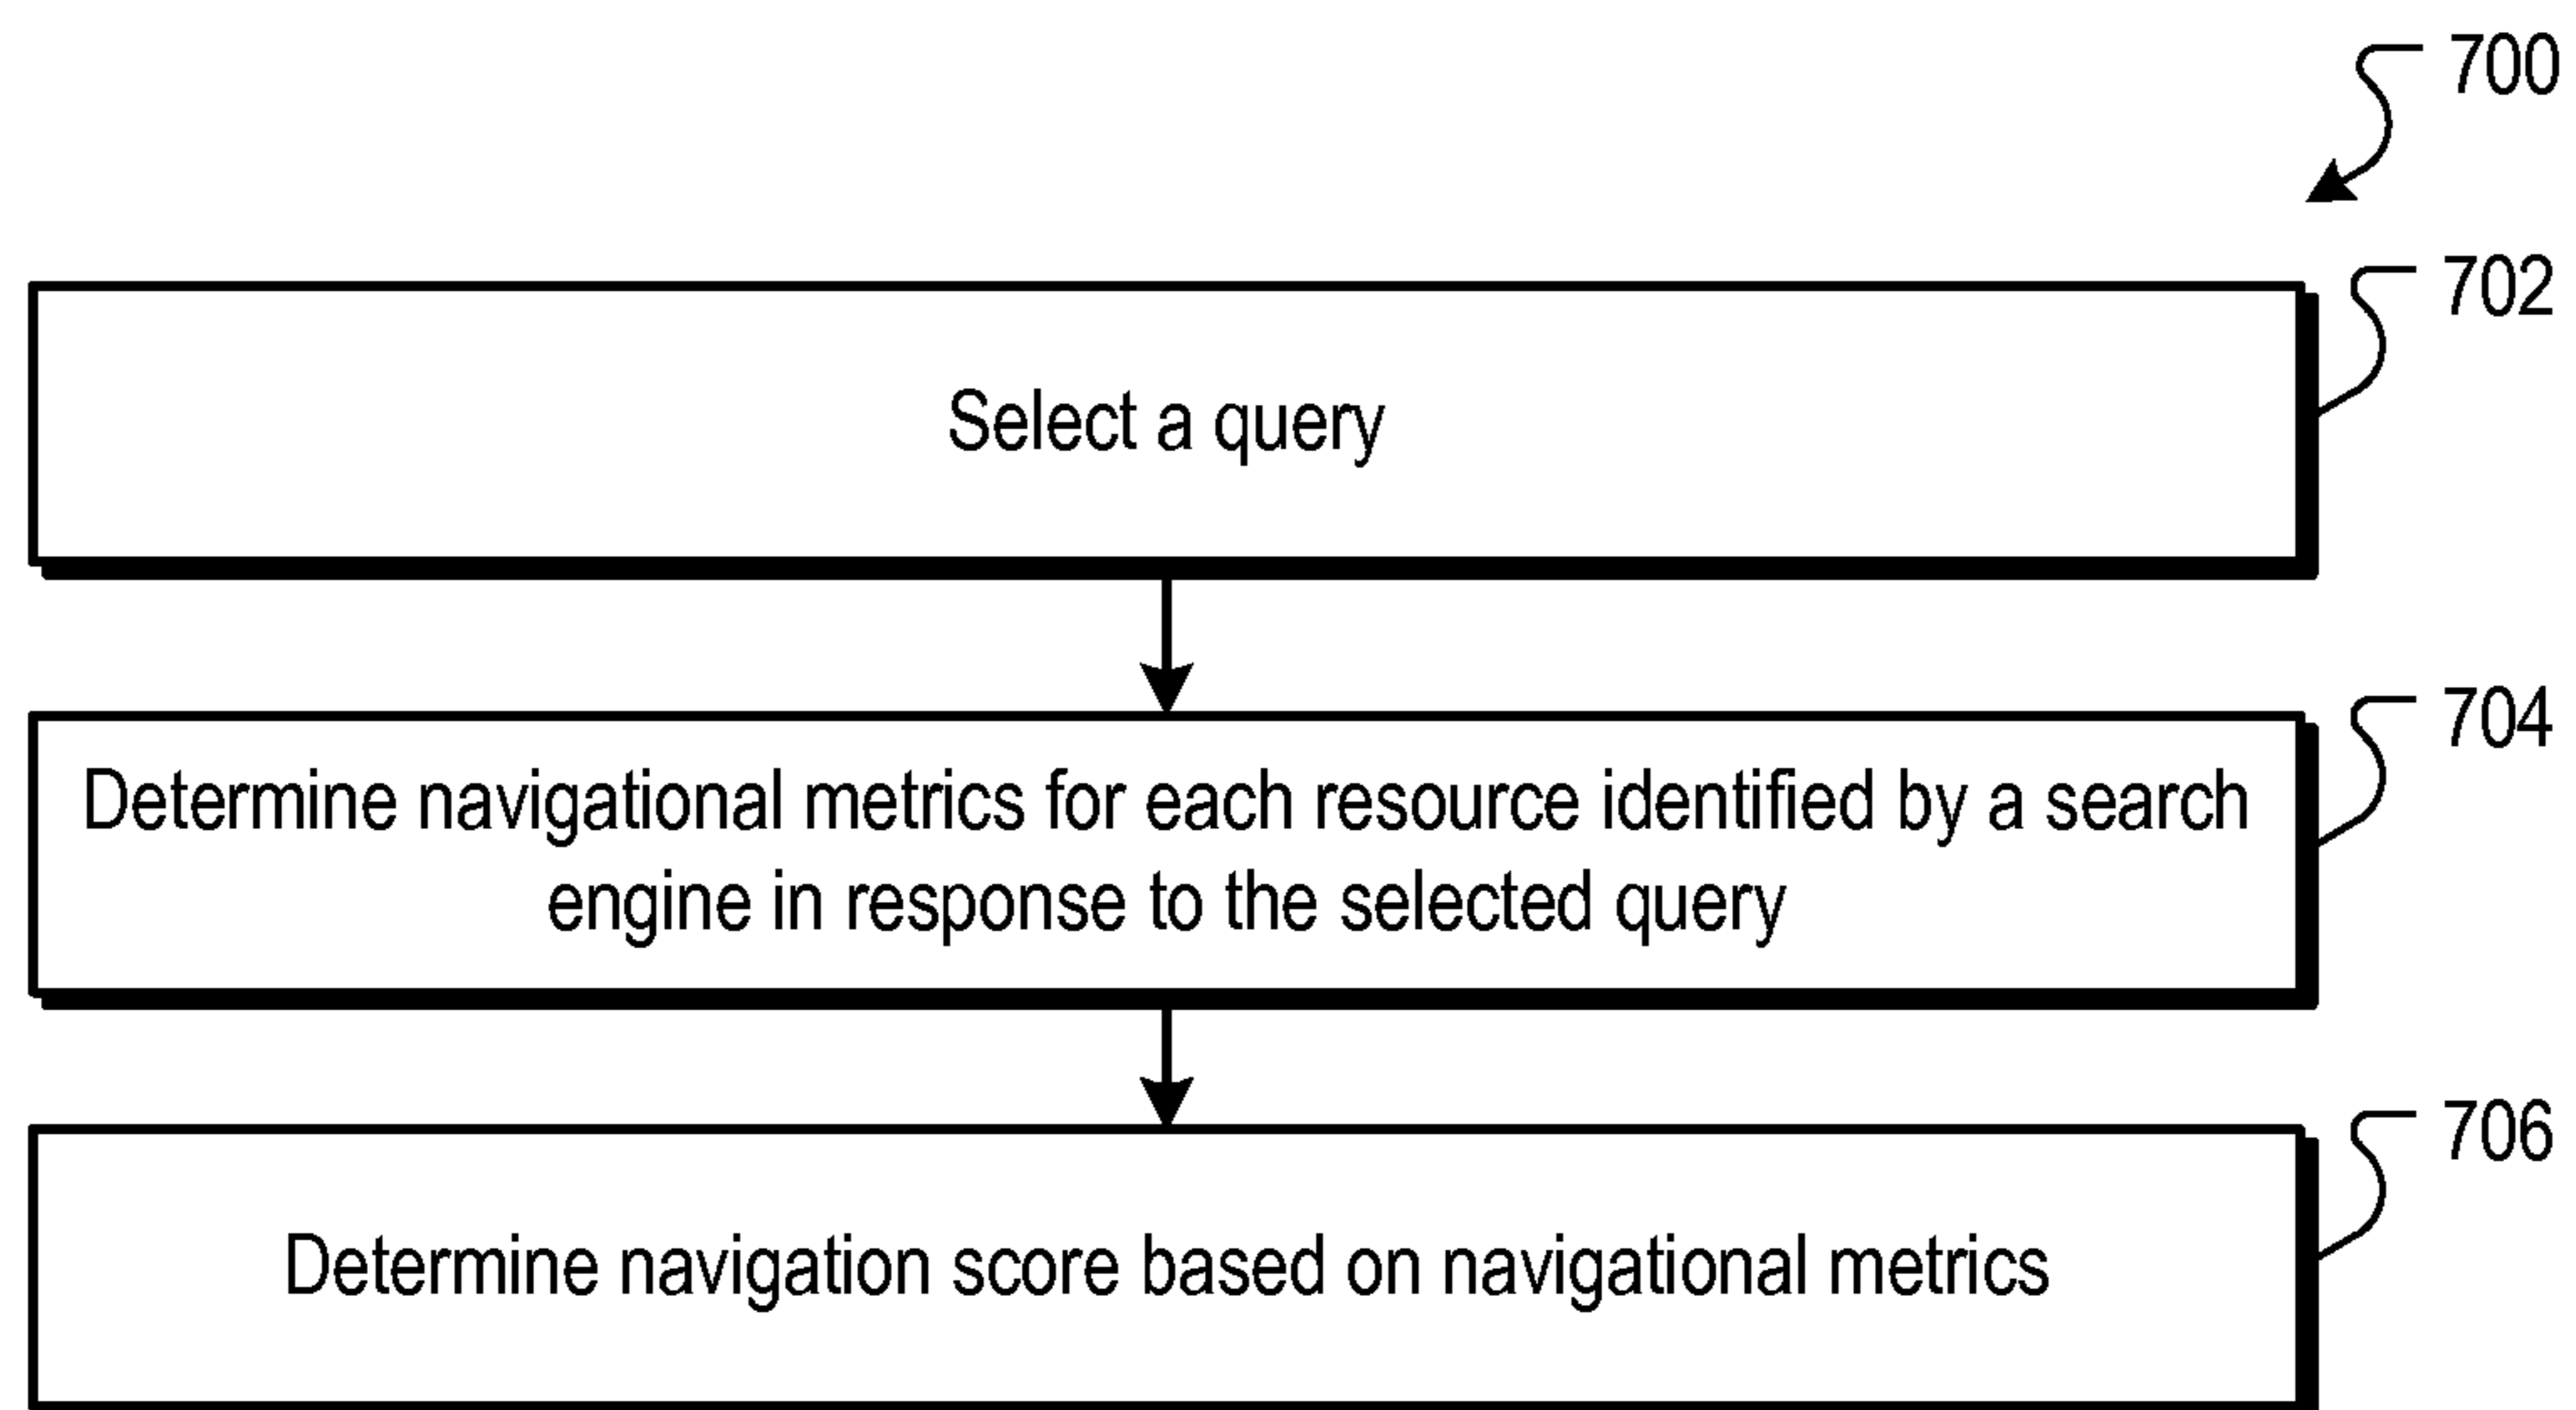 700
702
Select a query
704
Determine navigational metrics for each resource identified by a search
engine in response to the selected query
706
Determine navigation score based on navigational metrics